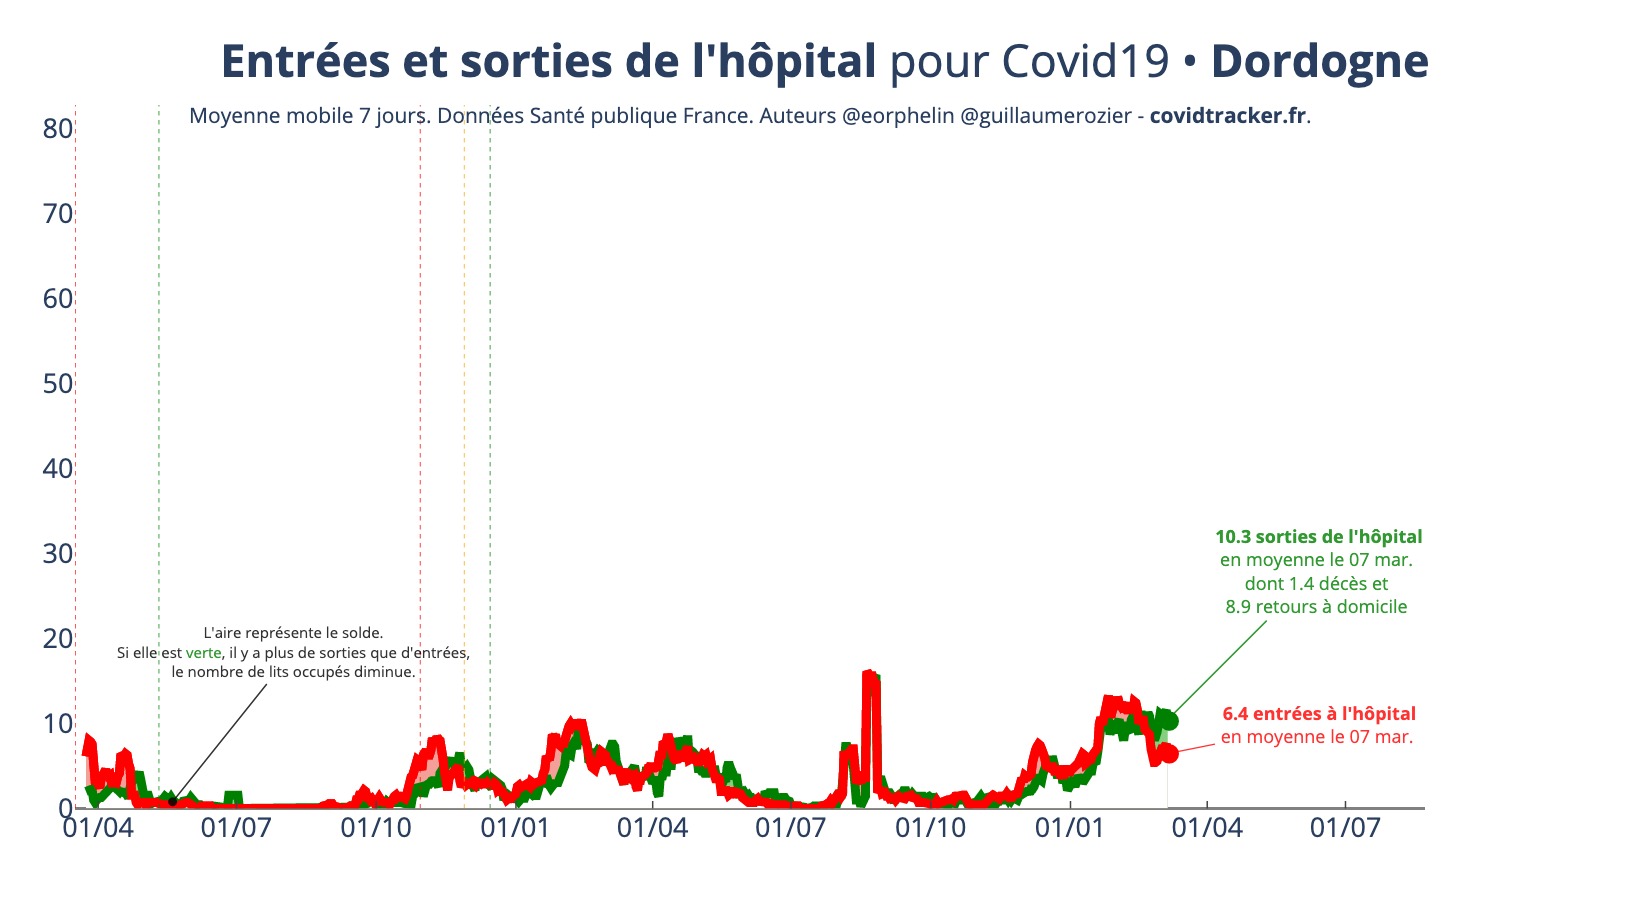 Entrées et sorties de l'hôpital pour Covid19 • Dordogne
Moyenne mobile 7 jours. Données Santé publique France. Auteurs @eorphelin @guillaumerozier - covidtracker.fr.
80
70
60
50
40
30
20
10
0
10.3 sorties de l'hôpital
en moyenne le 07 mar.
dont 1.4 décès et
8.9 retours à domicile
L'aire représente le solde.
Si elle est verte, il y a plus de sorties que d'entrées,
le nombre de lits occupés diminue.
6.4 entrées à l'hôpital
en moyenne le 07 mar.
01/04 01/07 01/10 01/01 01/04 01/07 01/10 01/01 01/04 01/07